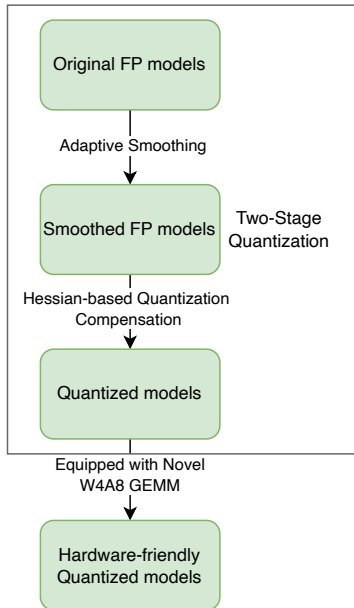 Original FP models
Adaptive Smoothing
Smoothed FP models
Two-Stage
Quantization
Hessian-based Quantization
Compensation
Quantized models
Equipped with Novel
W4A8 GEMM
Hardware-friendly
Quantized models